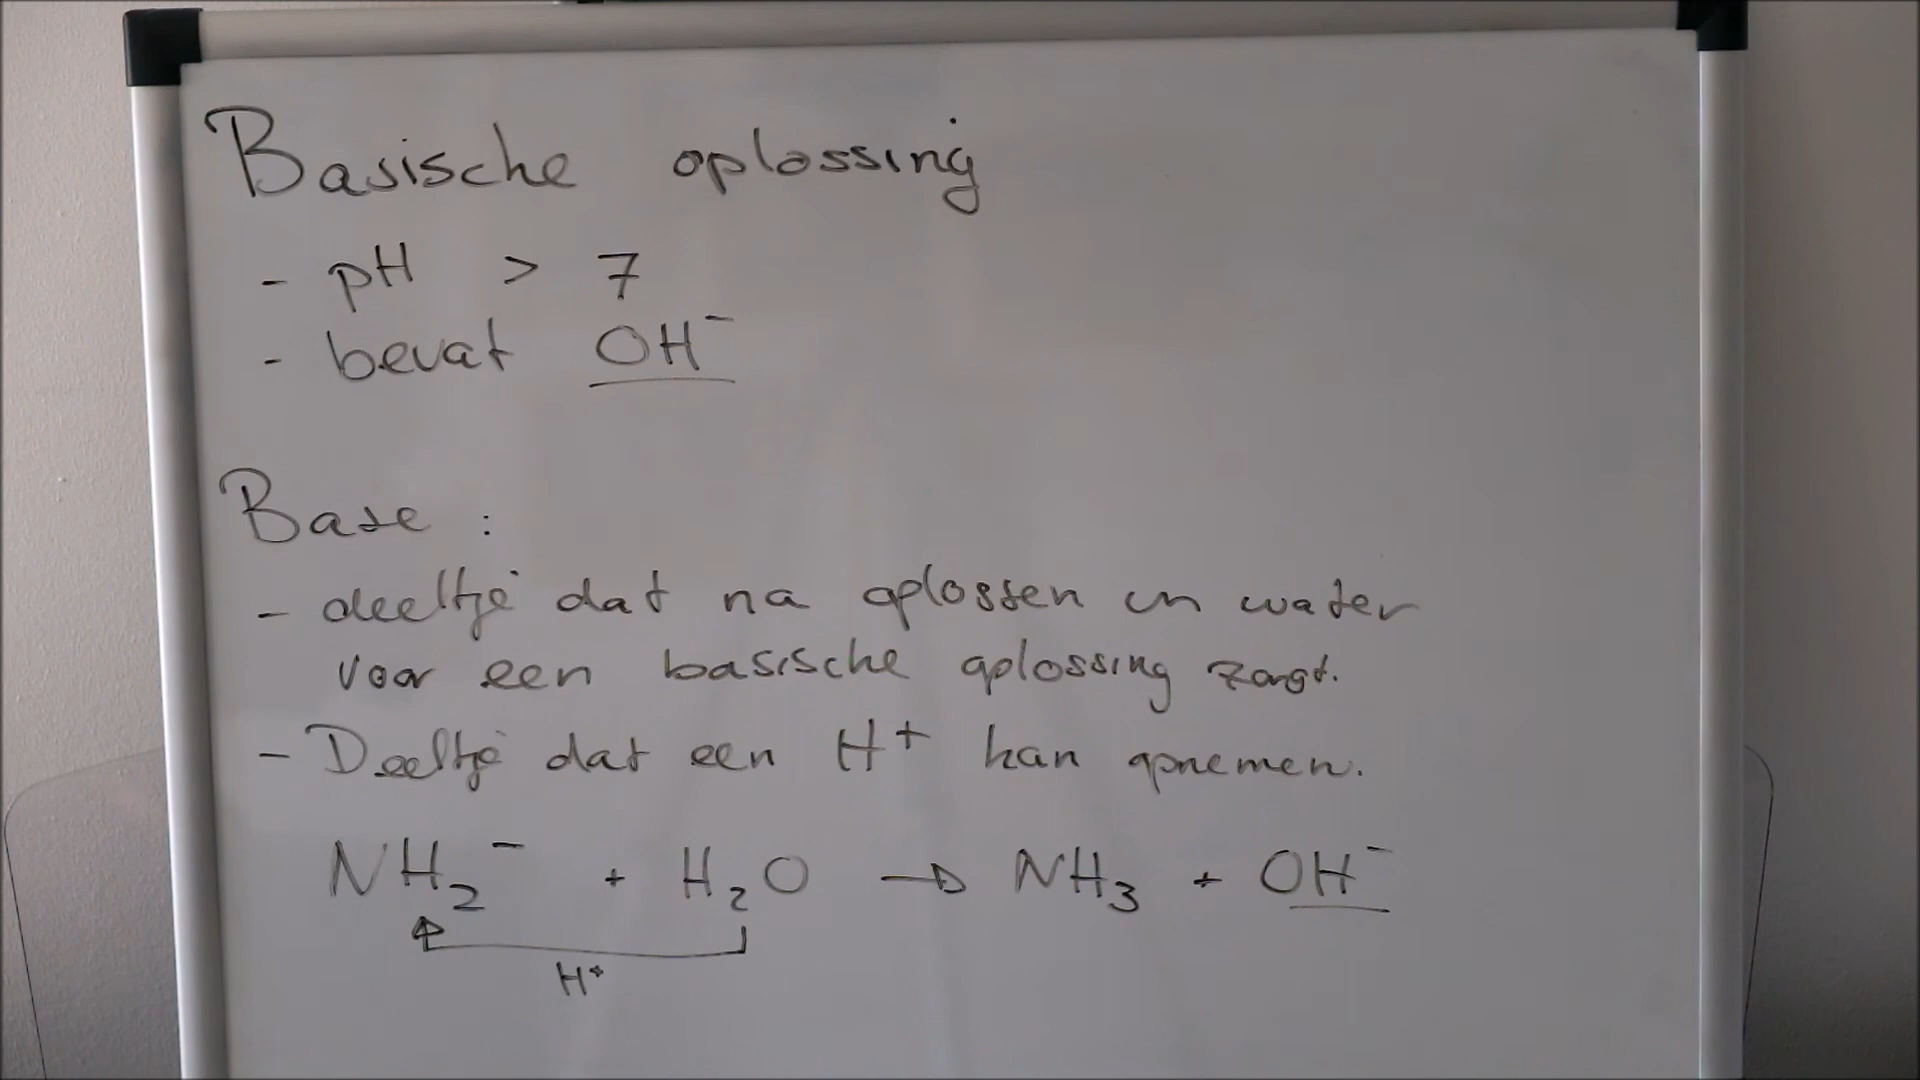 Basische oplossing
- pH > 7
- bevat OH⁻
Base :
- deeltje dat na oplossen in water
voor een basische oplossing zorgt.
- Deeltje dat een H⁺ kan opnemen.
NH₂⁻ + H₂O → NH₃ + OH⁻
H⁺